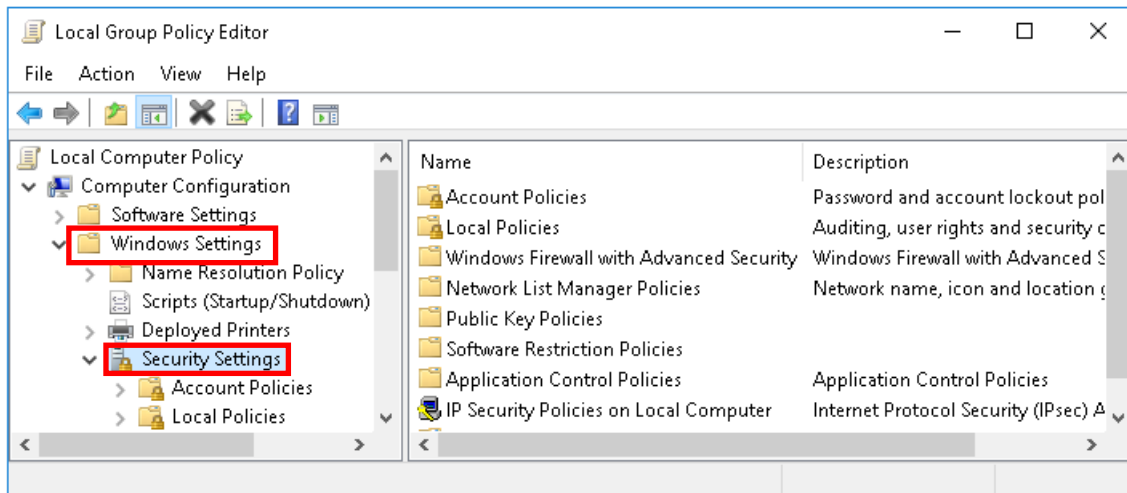 Local Group Policy Editor
File Action View Help
Local Computer Policy
Computer Configuration
Software Settings
Windows Settings
Name Resolution Policy
Scripts (Startup/Shutdown)
Deployed Printers
Security Settings
Account Policies
Local Policies
Name Description
Account Policies Password and account lockout pol
Local Policies Auditing, user rights and security c
Windows Firewall with Advanced Security Windows Firewall with Advanced S
Network List Manager Policies Network name, icon and location g
Public Key Policies
Software Restriction Policies
Application Control Policies Application Control Policies
IP Security Policies on Local Computer Internet Protocol Security (IPsec) A